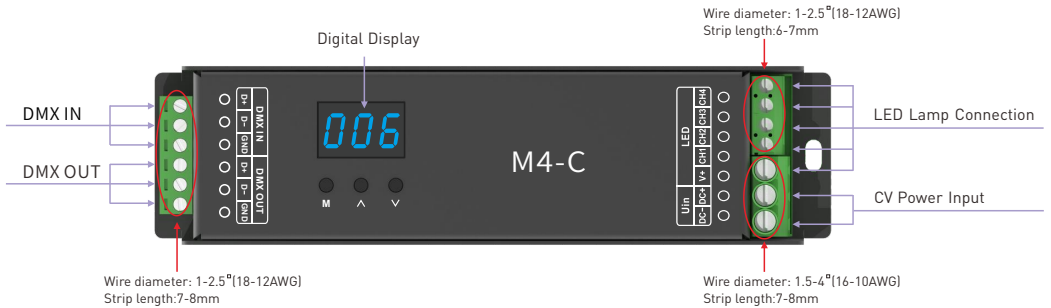 Wire diameter: 1-2.5▫(18-12AWG)
Strip length:6-7mm
Digital Display
DMX IN
DMX OUT
D+
D-
GND
D+
D-
GND
DMX IN
DMX OUT
006
M
M4-C
LED
Uin
CH4
CH3
CH2
CH1
V+
DC+
DC-
LED Lamp Connection
CV Power Input
Wire diameter: 1-2.5▫(18-12AWG)
Strip length:7-8mm
Wire diameter: 1.5-4▫(16-10AWG)
Strip length:7-8mm